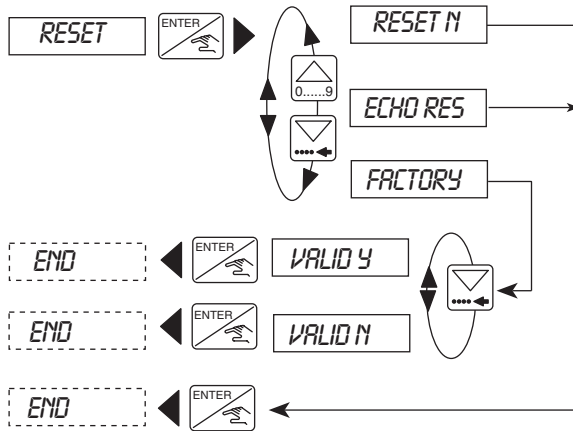 RESET
ENTER
RESET N
0......9
ECHO RES
FACTORY
END
ENTER
VALID Y
END
ENTER
VALID N
END
ENTER